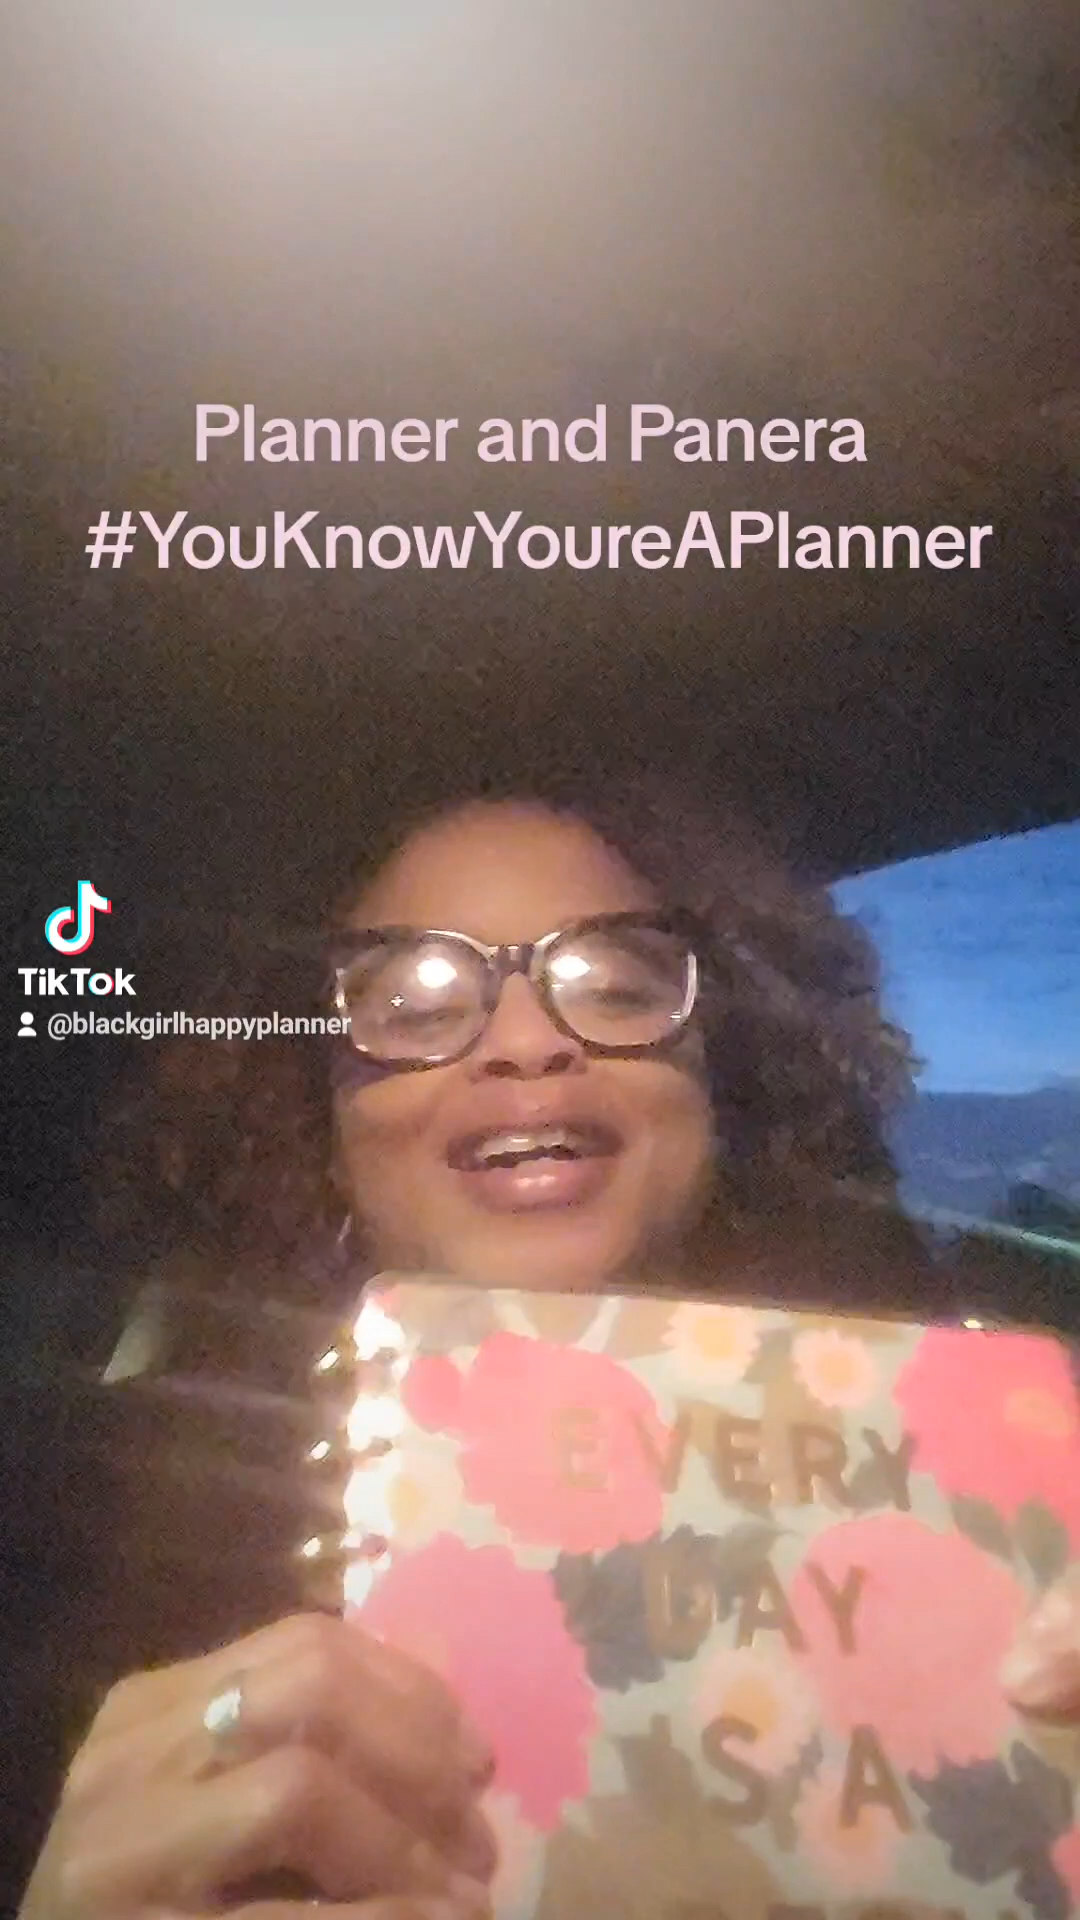 Planner and Panera
#YouKnowYoureAPlanner
TikTok
@blackgirlhappyplanner
EVERY
DAY
IS A